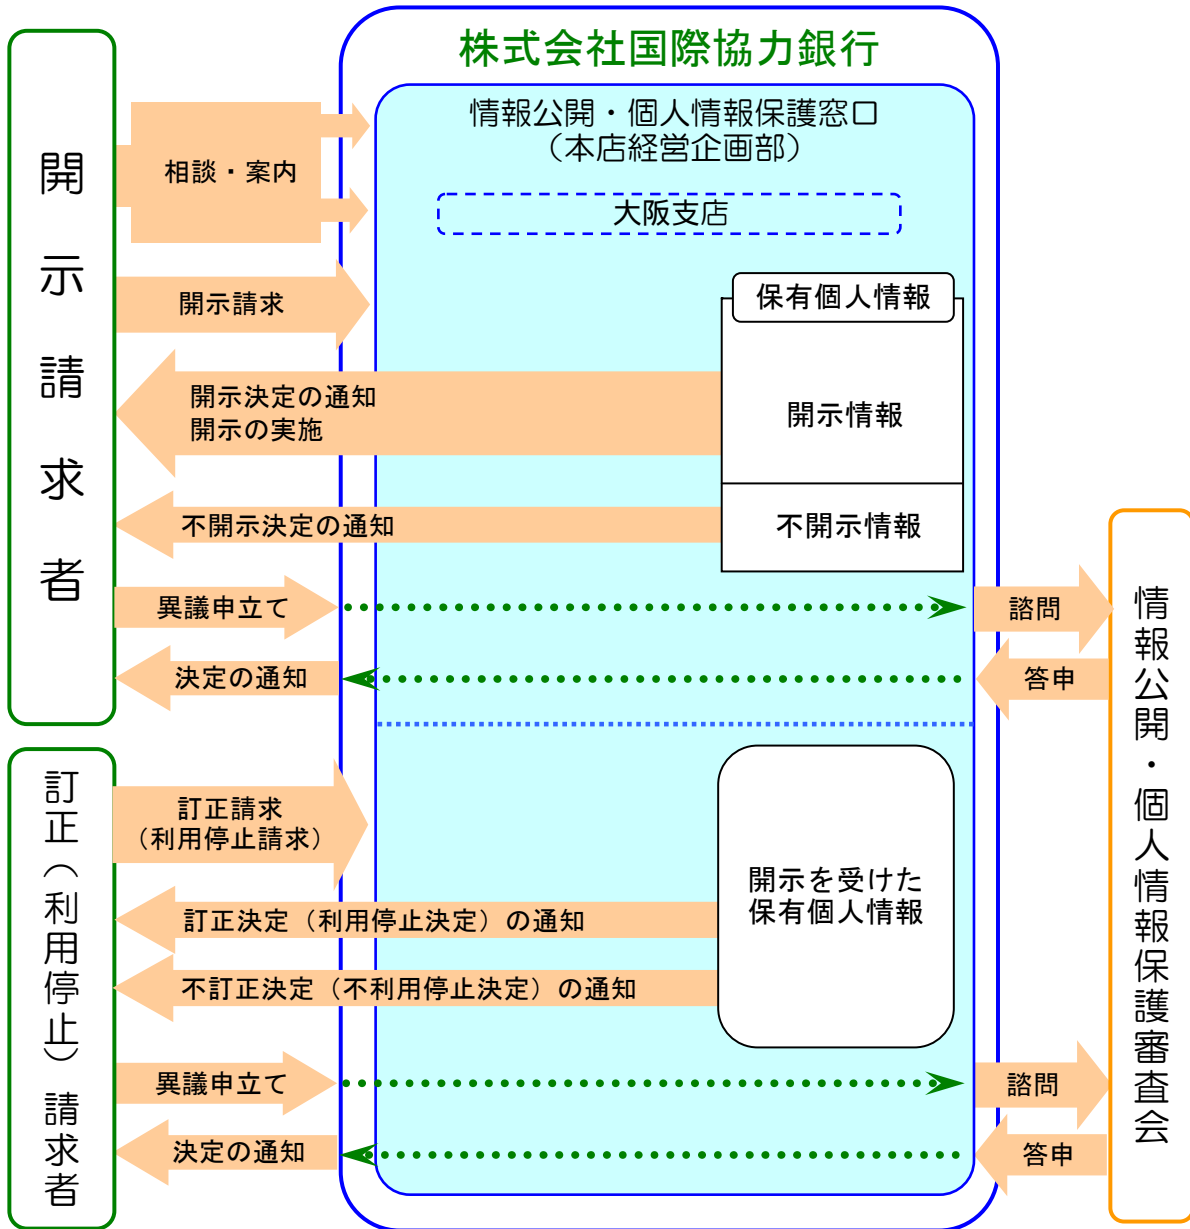 株式会社国際協力銀行
情報公開・個人情報保護窓口
（本店経営企画部）
大阪支店
開示請求者
相談・案内
開示請求
保有個人情報
開示決定の通知
開示の実施
開示情報
不開示決定の通知
不開示情報
異議申立て
諮問
決定の通知
答申
情報公開・個人情報保護審査会
訂正（利用停止）請求者
訂正請求
（利用停止請求）
開示を受けた
保有個人情報
訂正決定（利用停止決定）の通知
不訂正決定（不利用停止決定）の通知
異議申立て
諮問
決定の通知
答申